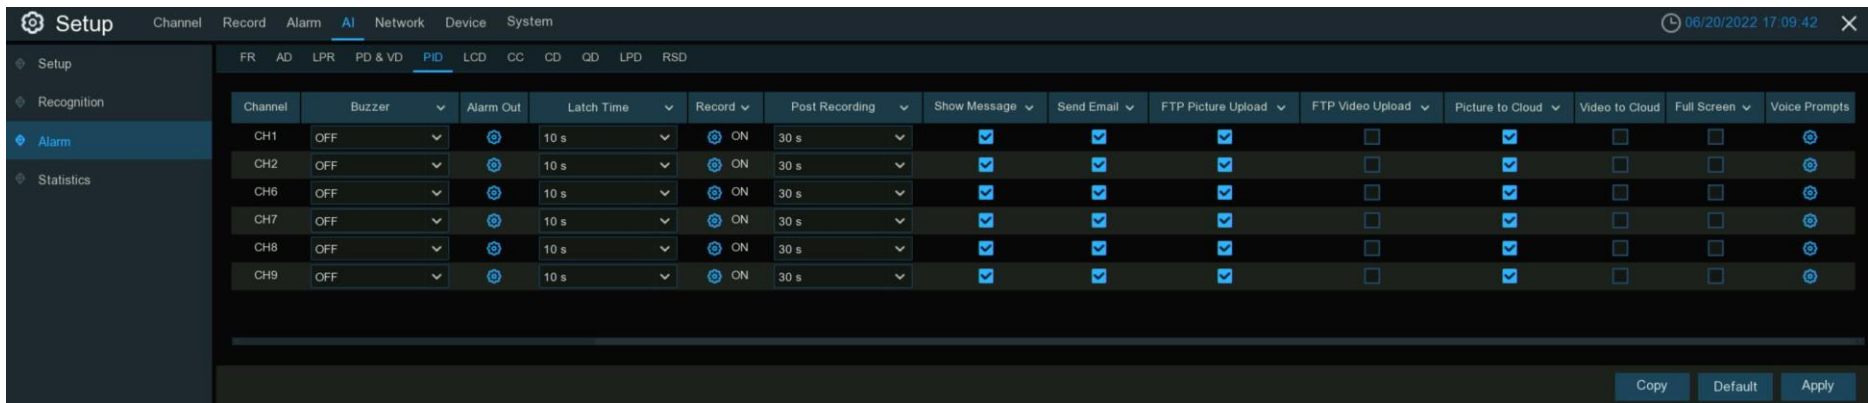 Setup Channel Record Alarm AI Network Device System 06/20/2022 17:09:42
Setup
Recognition
Alarm
Statistics
FR AD LPR PD & VD PID LCD CC CD QD LPD RSD
Channel Buzzer Alarm Out Latch Time Record Post Recording Show Message Send Email FTP Picture Upload FTP Video Upload Picture to Cloud Video to Cloud Full Screen Voice Prompts
CH1 OFF 10 s ON 30 s
CH2 OFF 10 s ON 30 s
CH6 OFF 10 s ON 30 s
CH7 OFF 10 s ON 30 s
CH8 OFF 10 s ON 30 s
CH9 OFF 10 s ON 30 s
Copy Default Apply